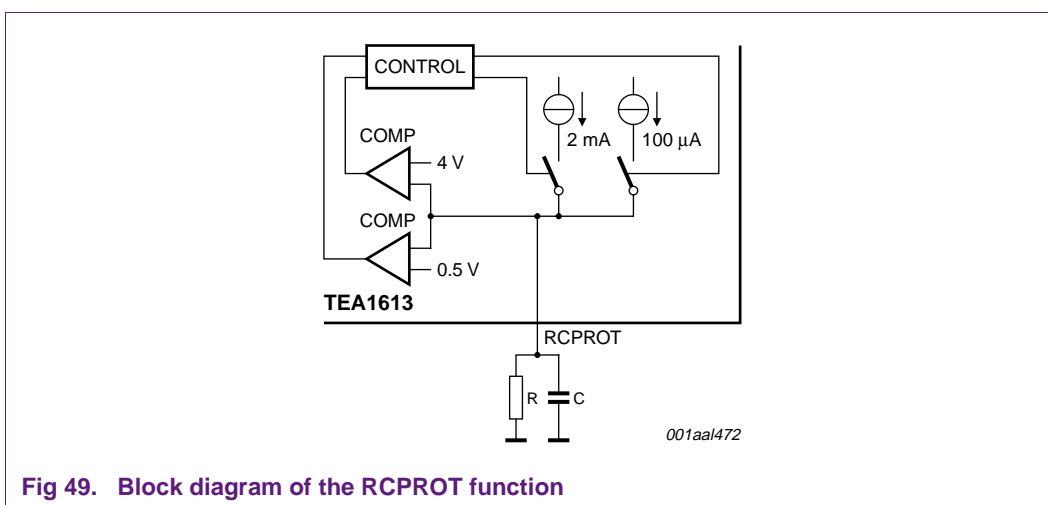 CONTROL
2 mA
100 μA
COMP
4 V
COMP
0.5 V
TEA1613
RCPROT
R
C
001aal472
Fig 49. Block diagram of the RCPROT function